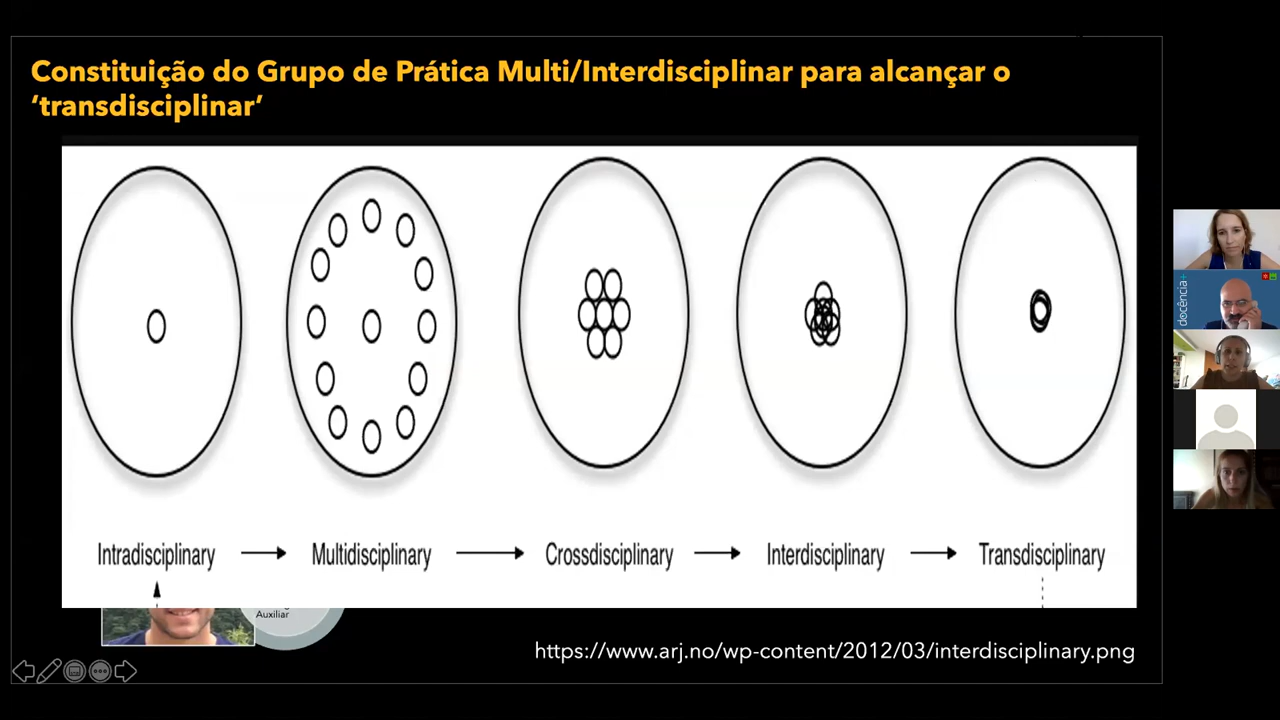 Constituição do Grupo de Prática Multi/Interdisciplinar para alcançar o
‘transdisciplinar’
Intradisciplinary
Multidisciplinary
Crossdisciplinary
Interdisciplinary
Transdisciplinary
Auxiliar
https://www.arj.no/wp-content/2012/03/interdisciplinary.png
docência+